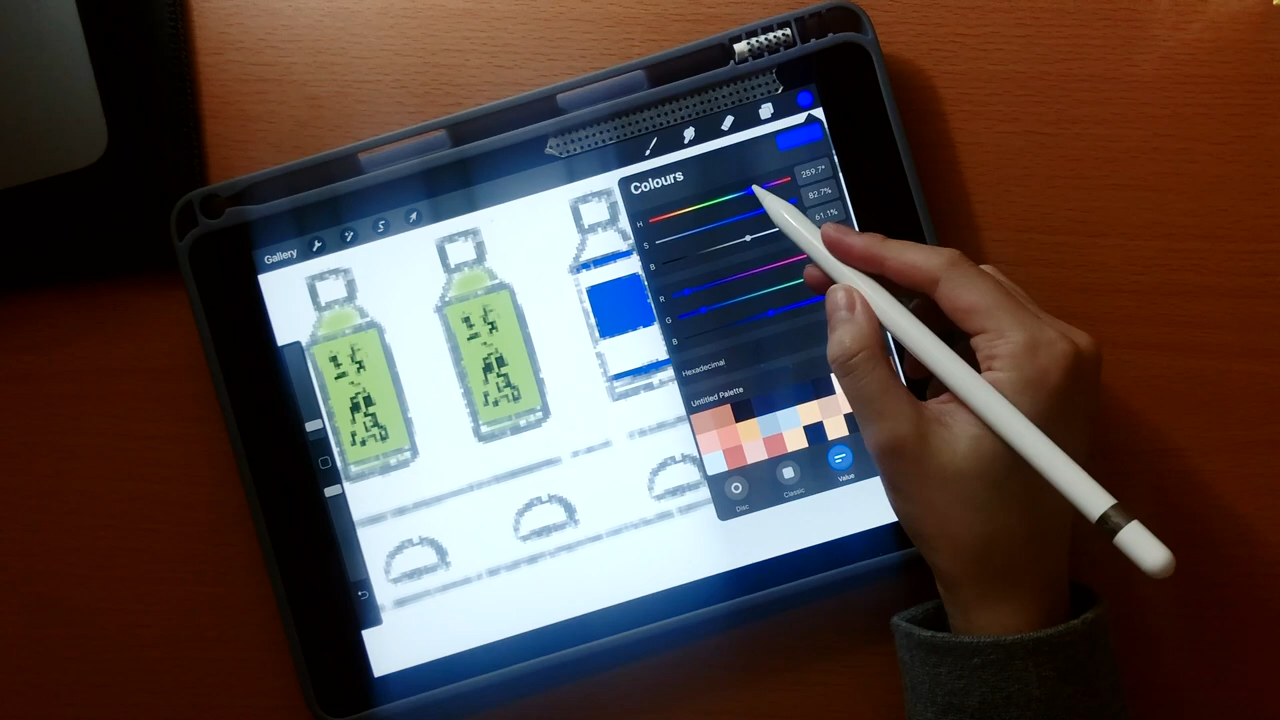 Gallery
Colours
H 259.7°
S 82.7%
B 61.1%
R
G
B
Hexadecimal
Untitled Palette
Disc
Classic
Value